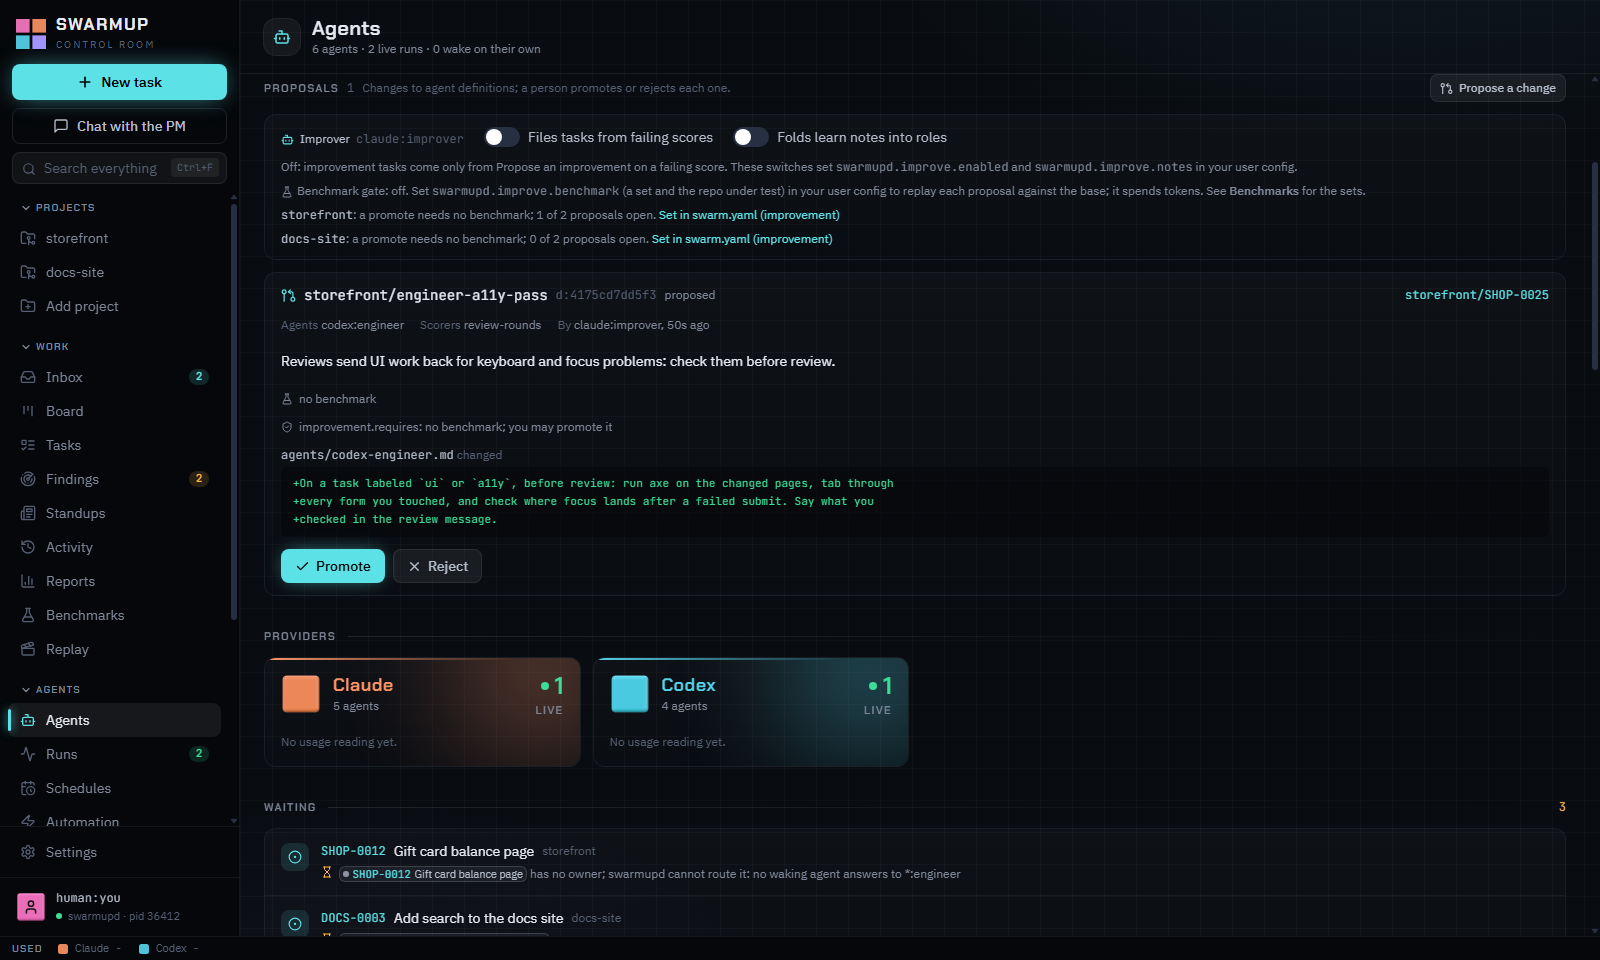 SWARMUP
CONTROL ROOM
New task
Chat with the PM
Search everything Ctrl+F
PROJECTS
storefront
docs-site
Add project
WORK
Inbox 2
Board
Tasks
Findings 2
Standups
Activity
Reports
Benchmarks
Replay
AGENTS
Agents
Runs 2
Schedules
Automation
Settings
human:you
swarmupd · pid 36412
USED Claude - Codex -
Agents
6 agents · 2 live runs · 0 wake on their own
PROPOSALS 1 Changes to agent definitions; a person promotes or rejects each one.
Propose a change
Improver claude:improver Files tasks from failing scores Folds learn notes into roles
Off: improvement tasks come only from Propose an improvement on a failing score. These switches set swarmupd.improve.enabled and swarmupd.improve.notes in your user config.
Benchmark gate: off. Set swarmupd.improve.benchmark (a set and the repo under test) in your user config to replay each proposal against the base; it spends tokens. See Benchmarks for the sets.
storefront: a promote needs no benchmark; 1 of 2 proposals open. Set in swarm.yaml (improvement)
docs-site: a promote needs no benchmark; 0 of 2 proposals open. Set in swarm.yaml (improvement)
storefront/engineer-a11y-pass d:4175cd7dd5f3 proposed storefront/SHOP-0025
Agents codex:engineer Scorers review-rounds By claude:improver, 50s ago
Reviews send UI work back for keyboard and focus problems: check them before review.
no benchmark
improvement.requires: no benchmark; you may promote it
agents/codex-engineer.md changed
+On a task labeled `ui` or `a11y`, before review: run axe on the changed pages, tab through
+every form you touched, and check where focus lands after a failed submit. Say what you
+checked in the review message.
Promote Reject
PROVIDERS
Claude 1
5 agents LIVE
No usage reading yet.
Codex 1
4 agents LIVE
No usage reading yet.
WAITING 3
SHOP-0012 Gift card balance page storefront
SHOP-0012 Gift card balance page has no owner; swarmupd cannot route it: no waking agent answers to *:engineer
DOCS-0003 Add search to the docs site docs-site